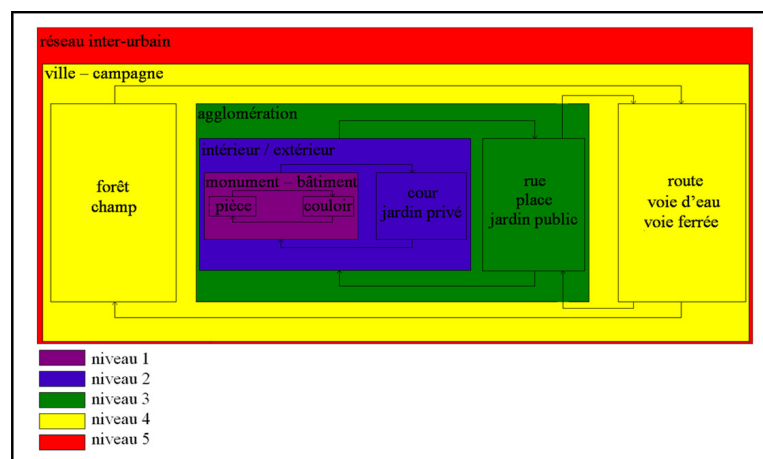 réseau inter-urbain
ville – campagne
agglomération
intérieur / extérieur
monument – bâtiment
pièce
couloir
cour
jardin privé
forêt
champ
rue
place
jardin public
route
voie d'eau
voie ferrée
niveau 1
niveau 2
niveau 3
niveau 4
niveau 5